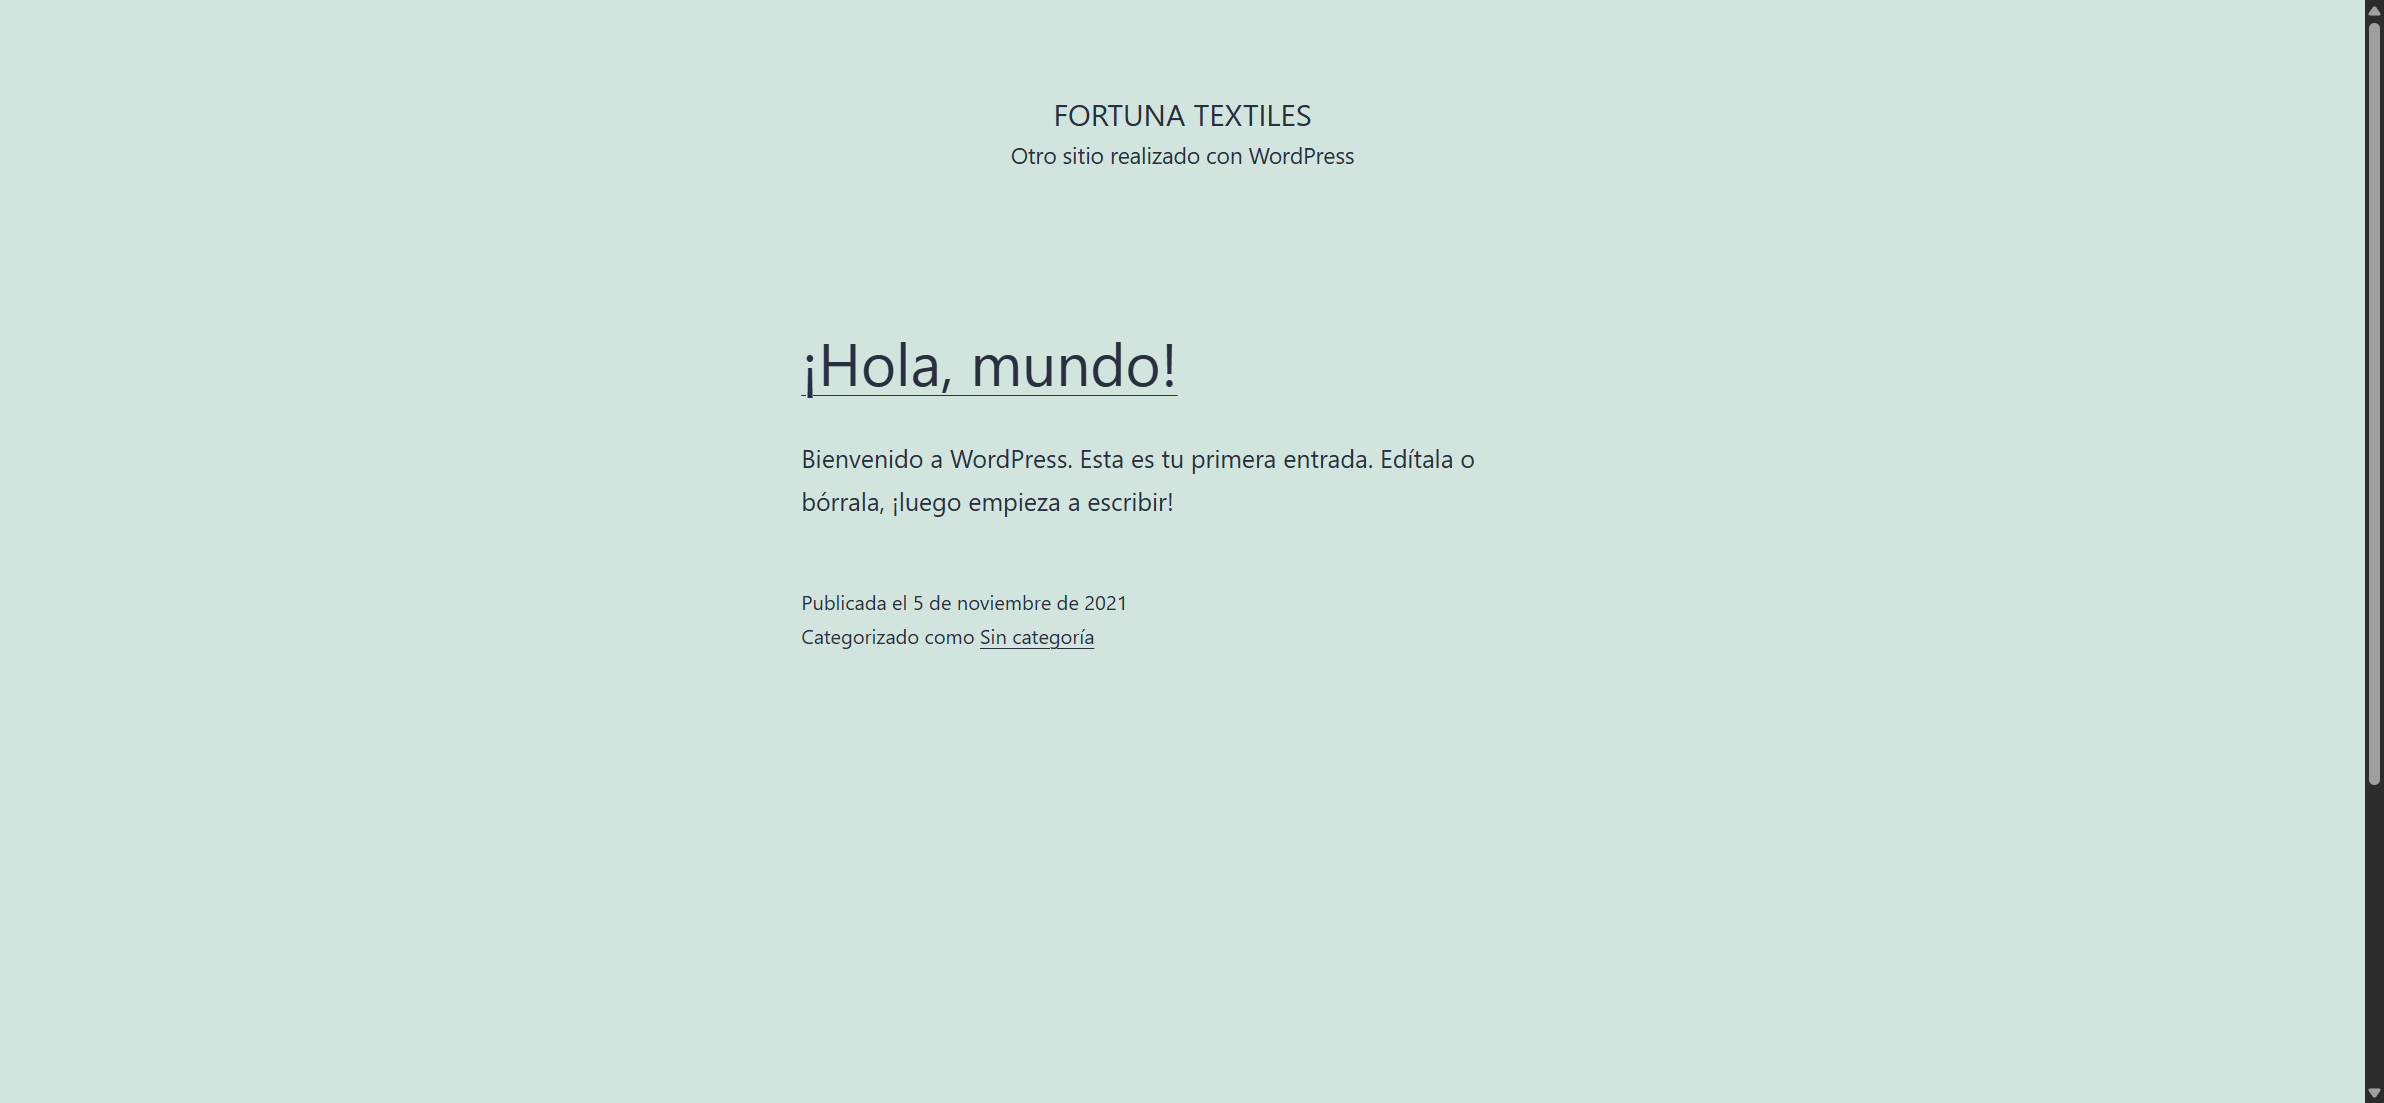 FORTUNA TEXTILES
Otro sitio realizado con WordPress
¡Hola, mundo!
Bienvenido a WordPress. Esta es tu primera entrada. Edítala o
bórrala, ¡luego empieza a escribir!
Publicada el 5 de noviembre de 2021
Categorizado como Sin categoría